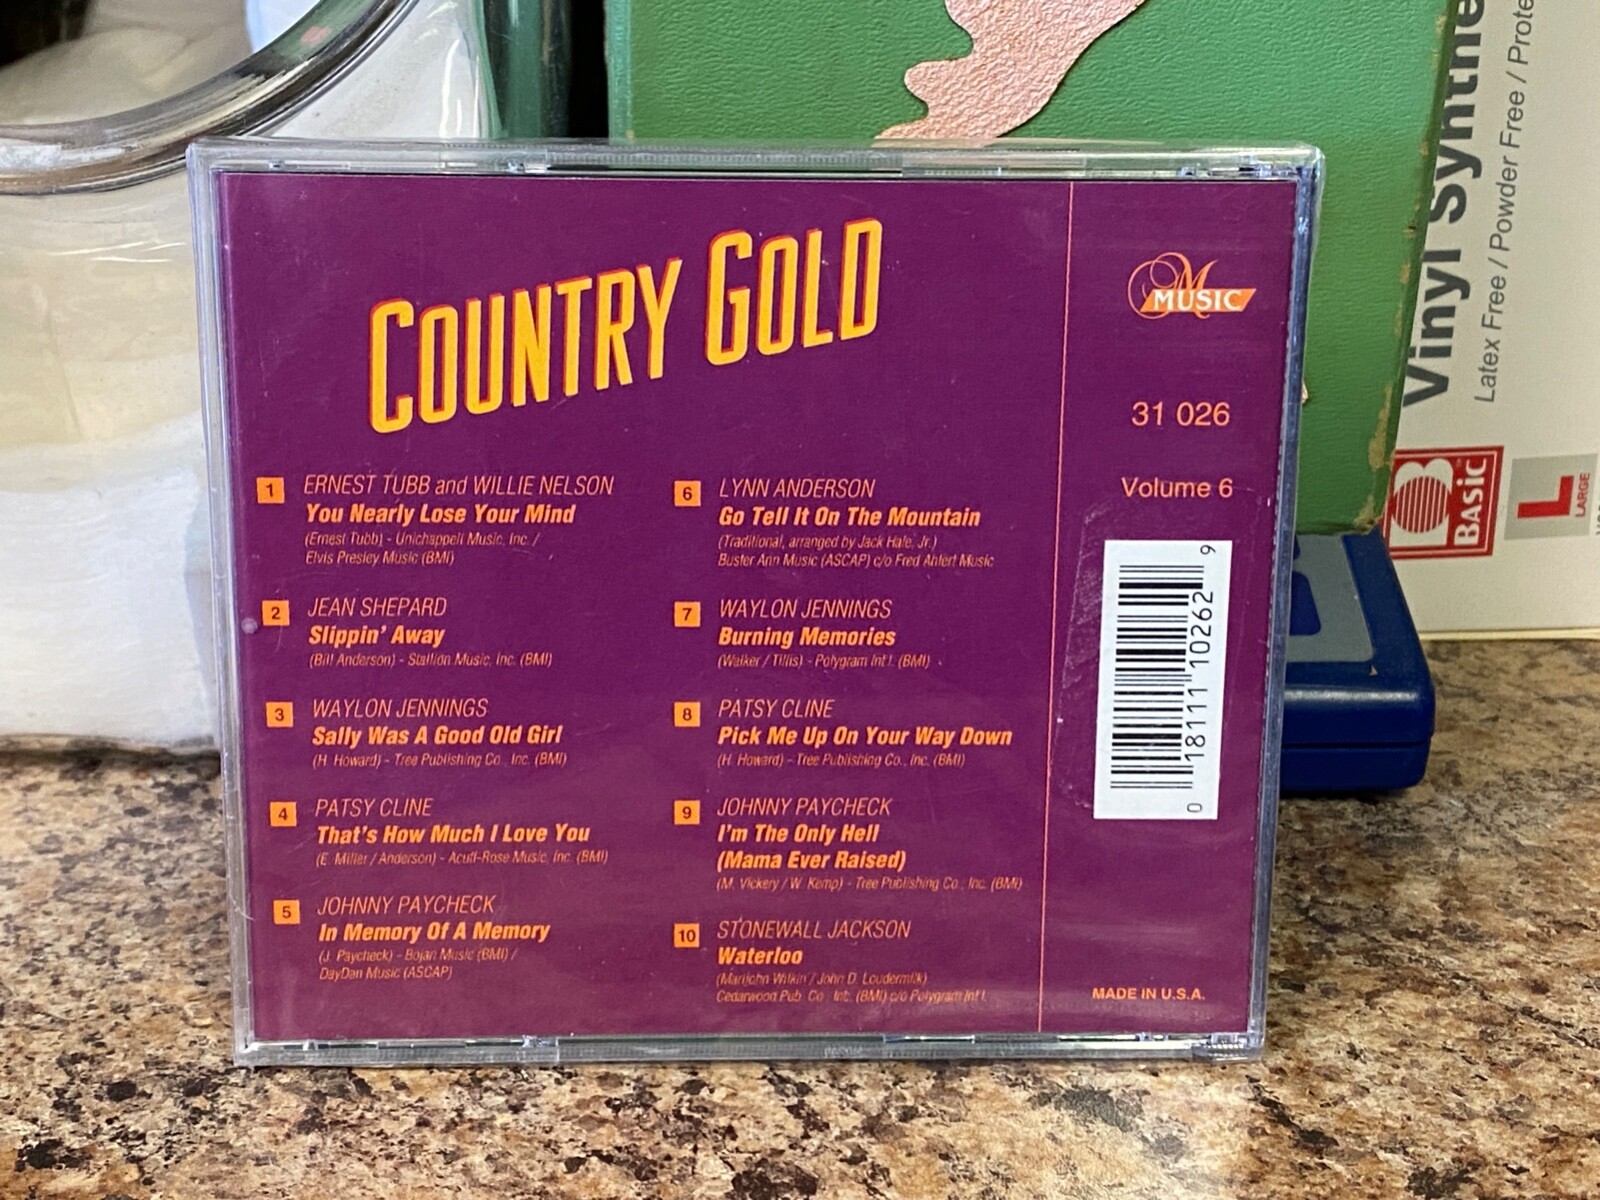 COUNTRY GOLD
1 ERNEST TUBB and WILLIE NELSON
You Nearly Lose Your Mind
(Ernest Tubb) - Unichappell Music, Inc. /
Elvis Presley Music (BMI)
2 JEAN SHEPARD
Slippin' Away
(Bill Anderson) - Stallion Music, Inc. (BMI)
3 WAYLON JENNINGS
Sally Was A Good Old Girl
(H. Howard) - Tree Publishing Co., Inc. (BMI)
4 PATSY CLINE
That's How Much I Love You
(E. Miller / Anderson) - Acuff-Rose Music, Inc. (BMI)
5 JOHNNY PAYCHECK
In Memory Of A Memory
(J. Paycheck) - Bojan Music (BMI) /
DayDan Music (ASCAP)
6 LYNN ANDERSON
Go Tell It On The Mountain
(Traditional, arranged by Jack Hale, Jr.)
Buster Ann Music (ASCAP) c/o Fred Ahlert Music
7 WAYLON JENNINGS
Burning Memories
(Walker / Tillis) - Polygram Int'l. (BMI)
8 PATSY CLINE
Pick Me Up On Your Way Down
(H. Howard) - Tree Publishing Co., Inc. (BMI)
9 JOHNNY PAYCHECK
I'm The Only Hell
(Mama Ever Raised)
(M. Vickery / W. Kemp) - Tree Publishing Co., Inc. (BMI)
10 STONEWALL JACKSON
Waterloo
(Marijohn Wilkin / John D. Loudermilk)
Cedarwood Pub. Co., Int. (BMI) c/o Polygram Int'l.
M
MUSIC
31 026
Volume 6
0 18111 10262 9
MADE IN U.S.A.
Vinyl Synthe
Latex Free / Powder Free / Prote
B
BASIC
L
LARGE